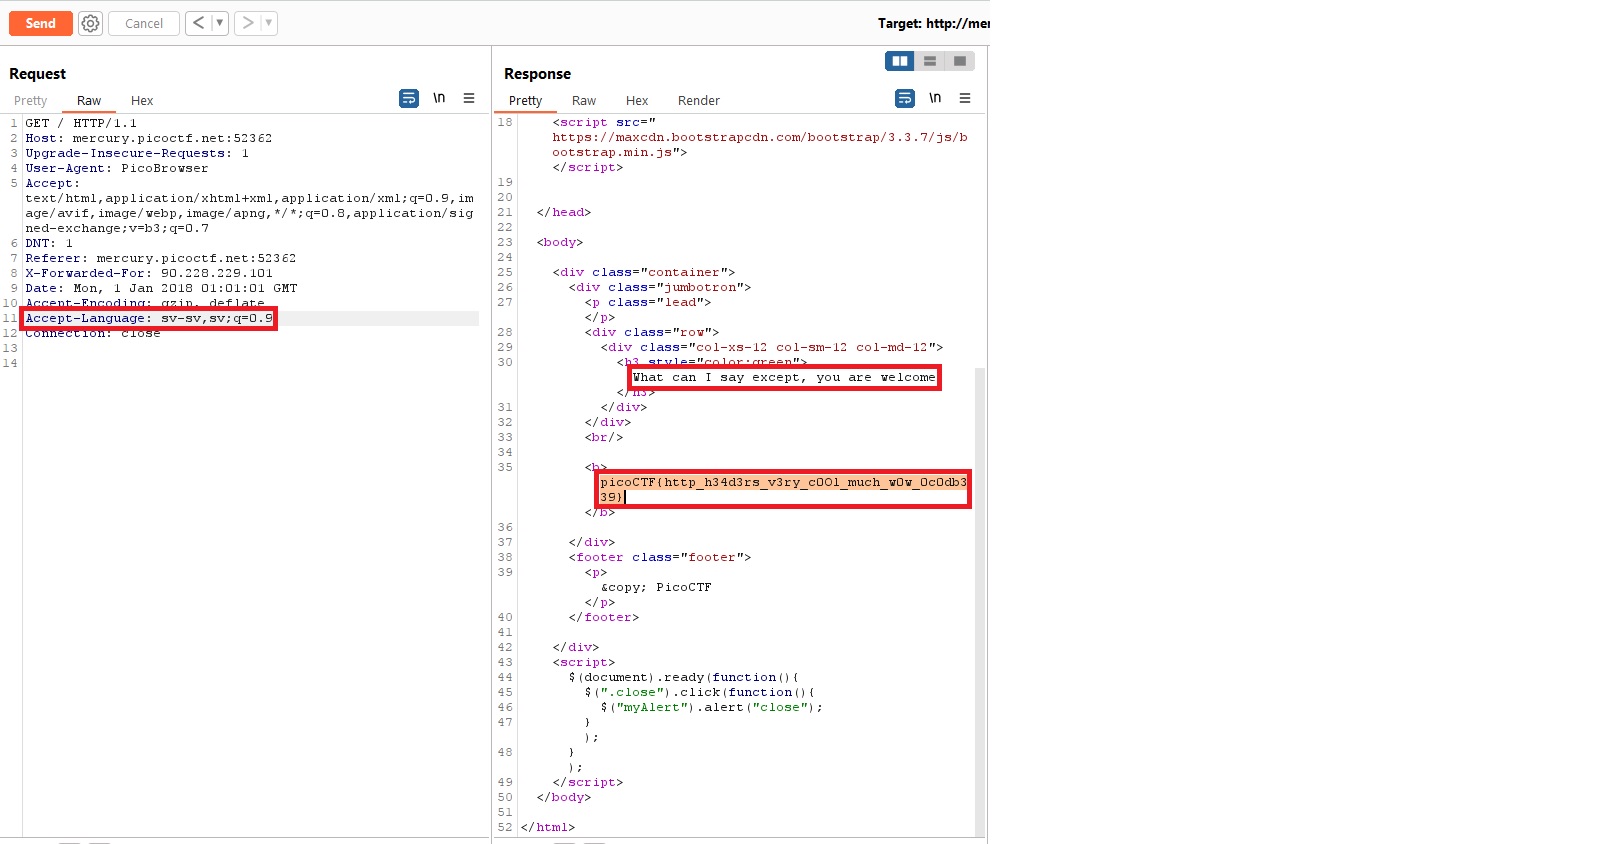 Send
Cancel
< ▼
> ▼
Target: http://mer
Request
Response
Pretty Raw Hex
\n
Pretty Raw Hex Render
\n
1 GET / HTTP/1.1
2 Host: mercury.picoctf.net:52362
3 Upgrade-Insecure-Requests: 1
4 User-Agent: PicoBrowser
5 Accept:
text/html,application/xhtml+xml,application/xml;q=0.9,im
age/avif,image/webp,image/apng,*/*;q=0.8,application/sig
ned-exchange;v=b3;q=0.7
6 DNT: 1
7 Referer: mercury.picoctf.net:52362
8 X-Forwarded-For: 90.228.229.101
9 Date: Mon, 1 Jan 2018 01:01:01 GMT
10 Accept-Encoding: gzip, deflate
11 Accept-Language: sv-sv,sv;q=0.9
12 Connection: close
13
14
18 <script src="
https://maxcdn.bootstrapcdn.com/bootstrap/3.3.7/js/b
ootstrap.min.js">
</script>
19
20
21 </head>
22
23 <body>
24
25 <div class="container">
26 <div class="jumbotron">
27 <p class="lead">
</p>
28 <div class="row">
29 <div class="col-xs-12 col-sm-12 col-md-12">
30 <h3 style="color:green">
What can I say except, you are welcome
</h3>
31 </div>
32 </div>
33 <br/>
34
35 <b>
picoCTF{http_h34d3rs_v3ry_c0Ol_much_w0w_0c0db3
39}
</b>
36
37 </div>
38 <footer class="footer">
39 <p>
&copy; PicoCTF
</p>
40 </footer>
41
42 </div>
43 <script>
44 $(document).ready(function(){
45 $(".close").click(function(){
46 $("myAlert").alert("close");
47 }
);
48 }
);
49 </script>
50 </body>
51
52 </html>